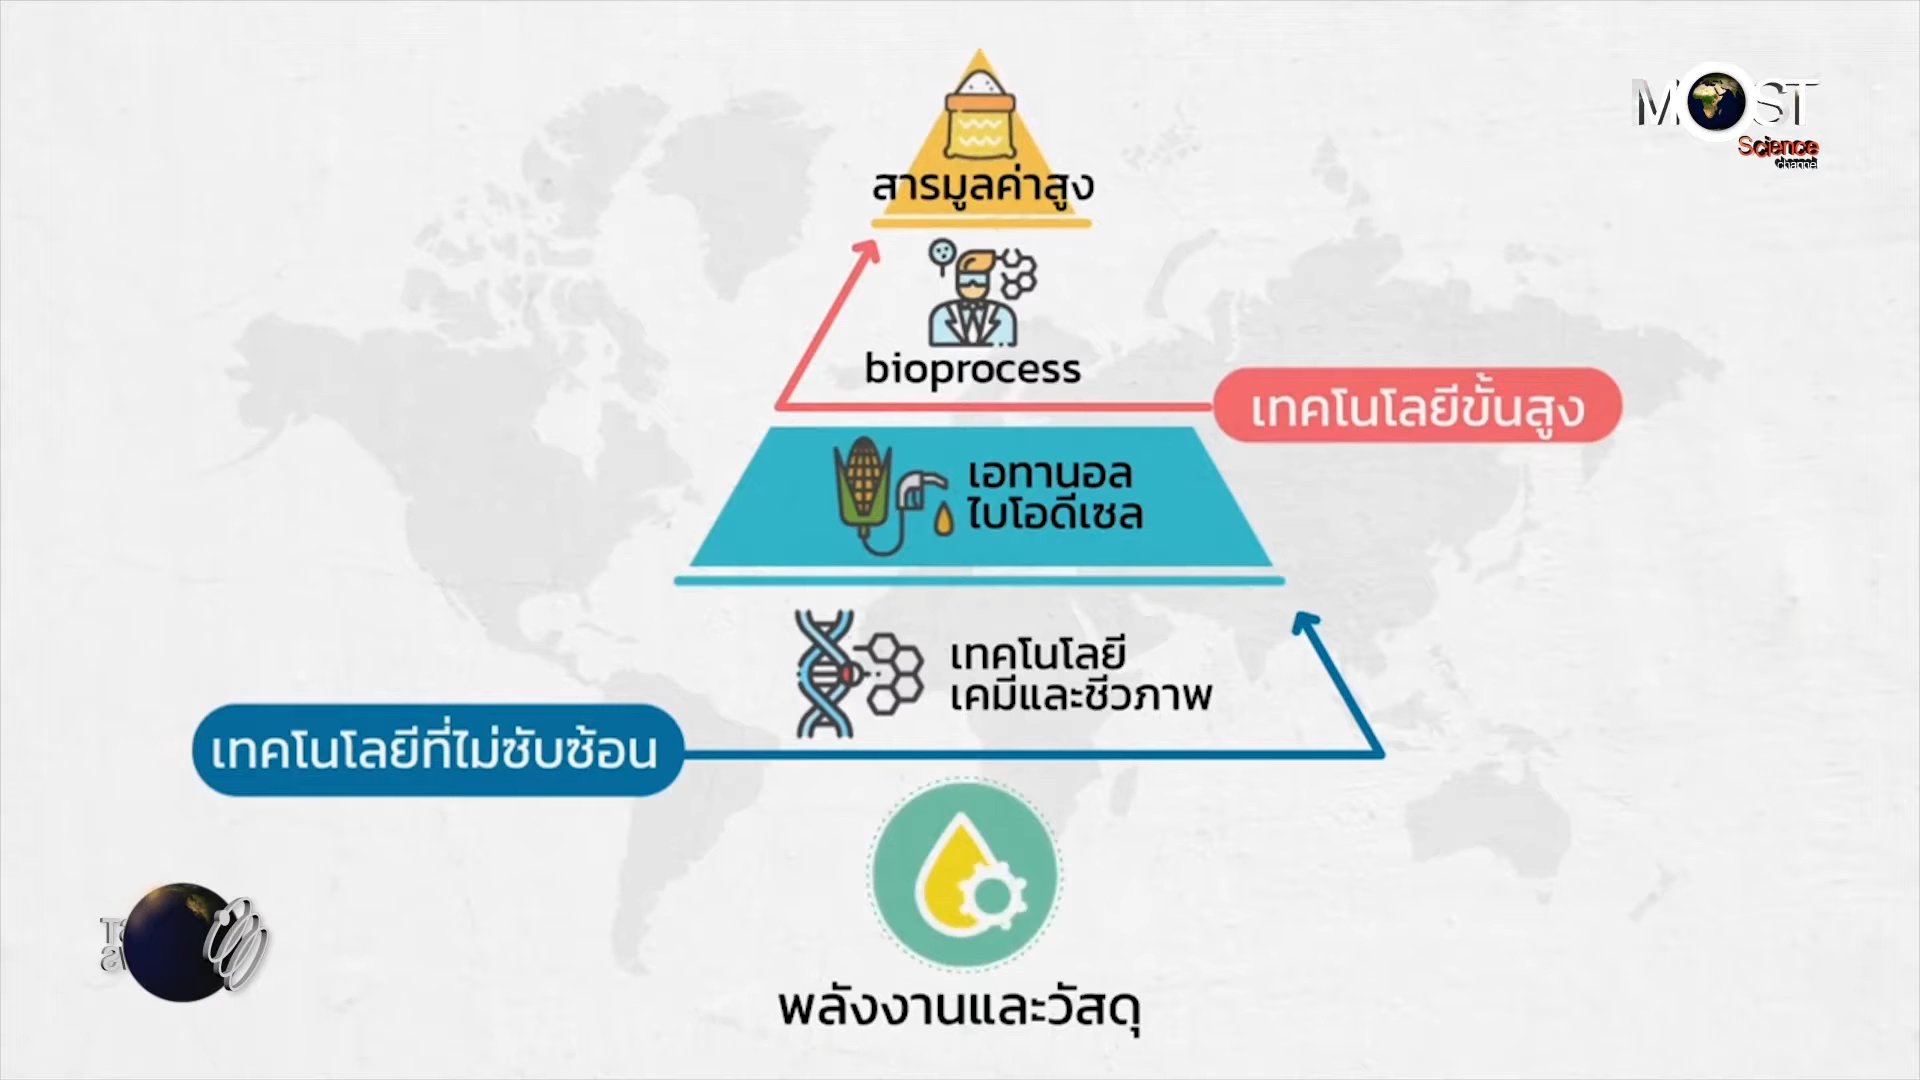 MOST
Science
channel
สารมูลค่าสูง
bioprocess
เทคโนโลยีขั้นสูง
เอทานอล
ไบโอดีเซล
เทคโนโลยี
เคมีและชีวภาพ
เทคโนโลยีที่ไม่ซับซ้อน
พลังงานและวัสดุ